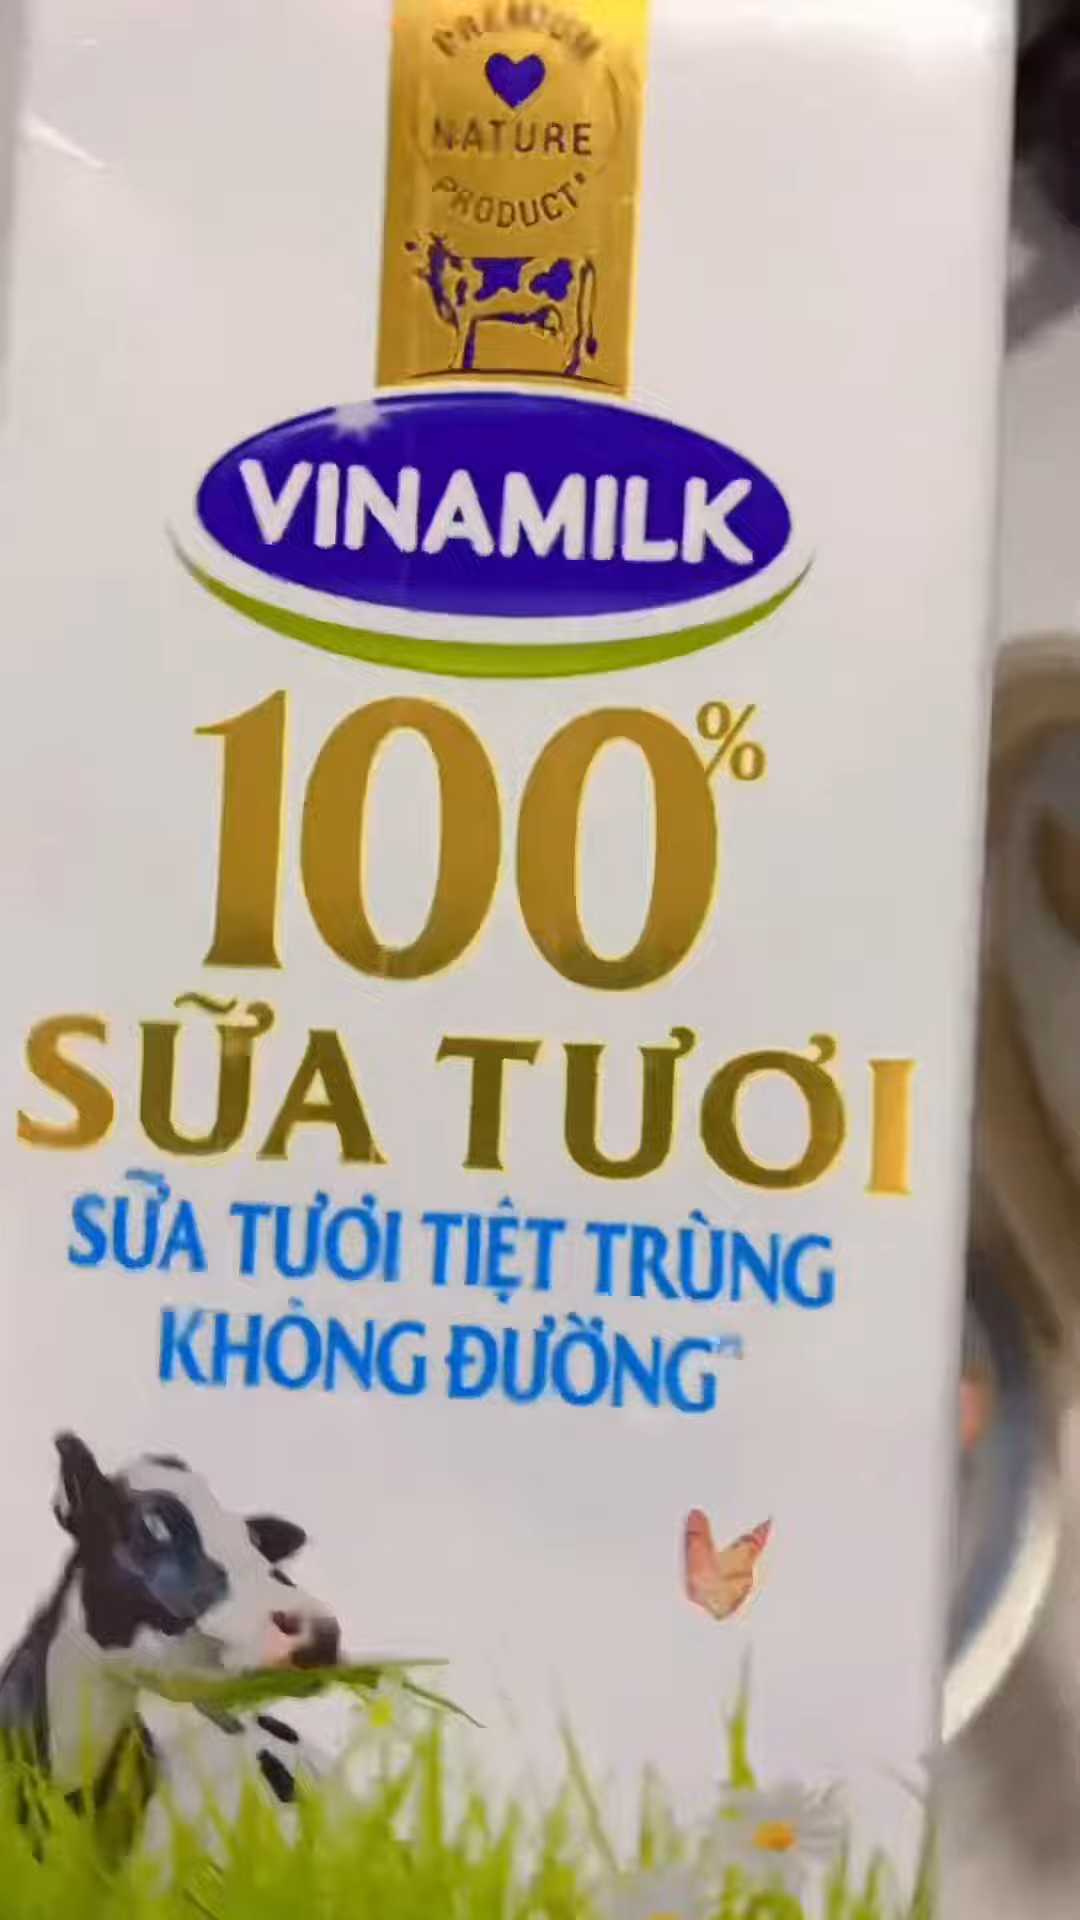 PREMIUM
NATURE
PRODUCT
VINAMILK
100%
SỮA TƯƠI
SỮA TƯƠI TIỆT TRÙNG
KHÔNG ĐƯỜNG